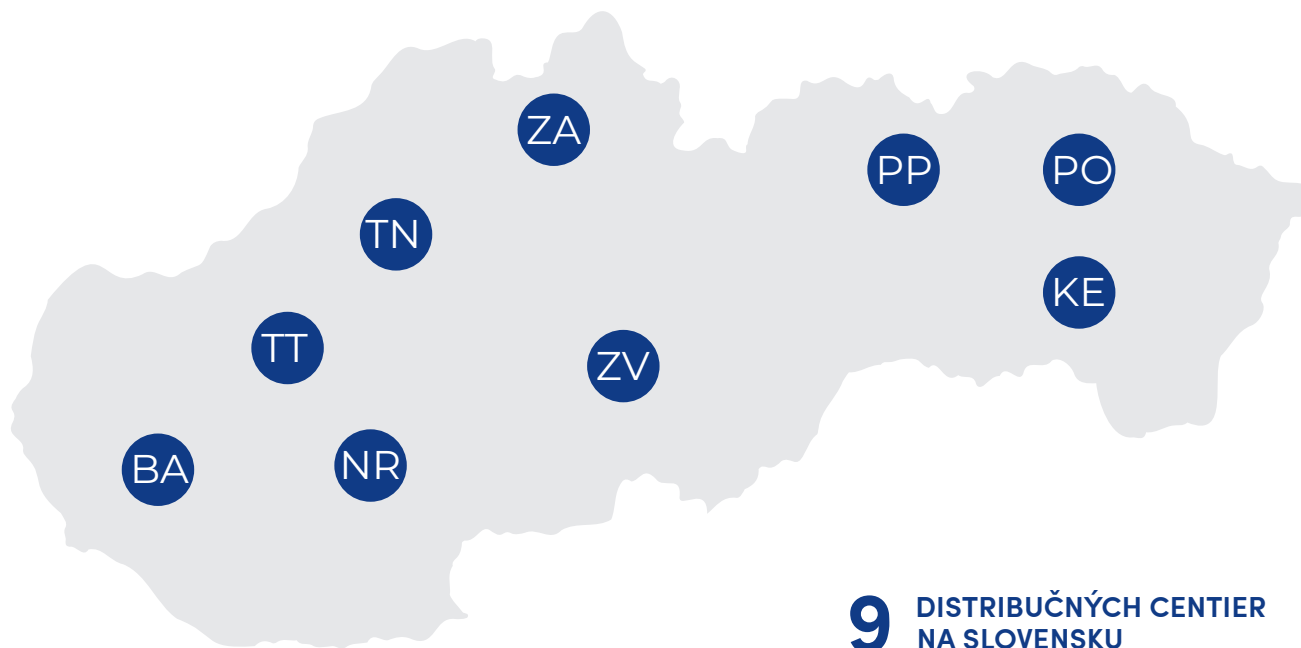 ZA
PP
PO
TN
KE
TT
ZV
BA
NR
9 DISTRIBUČNÝCH CENTIER
NA SLOVENSKU